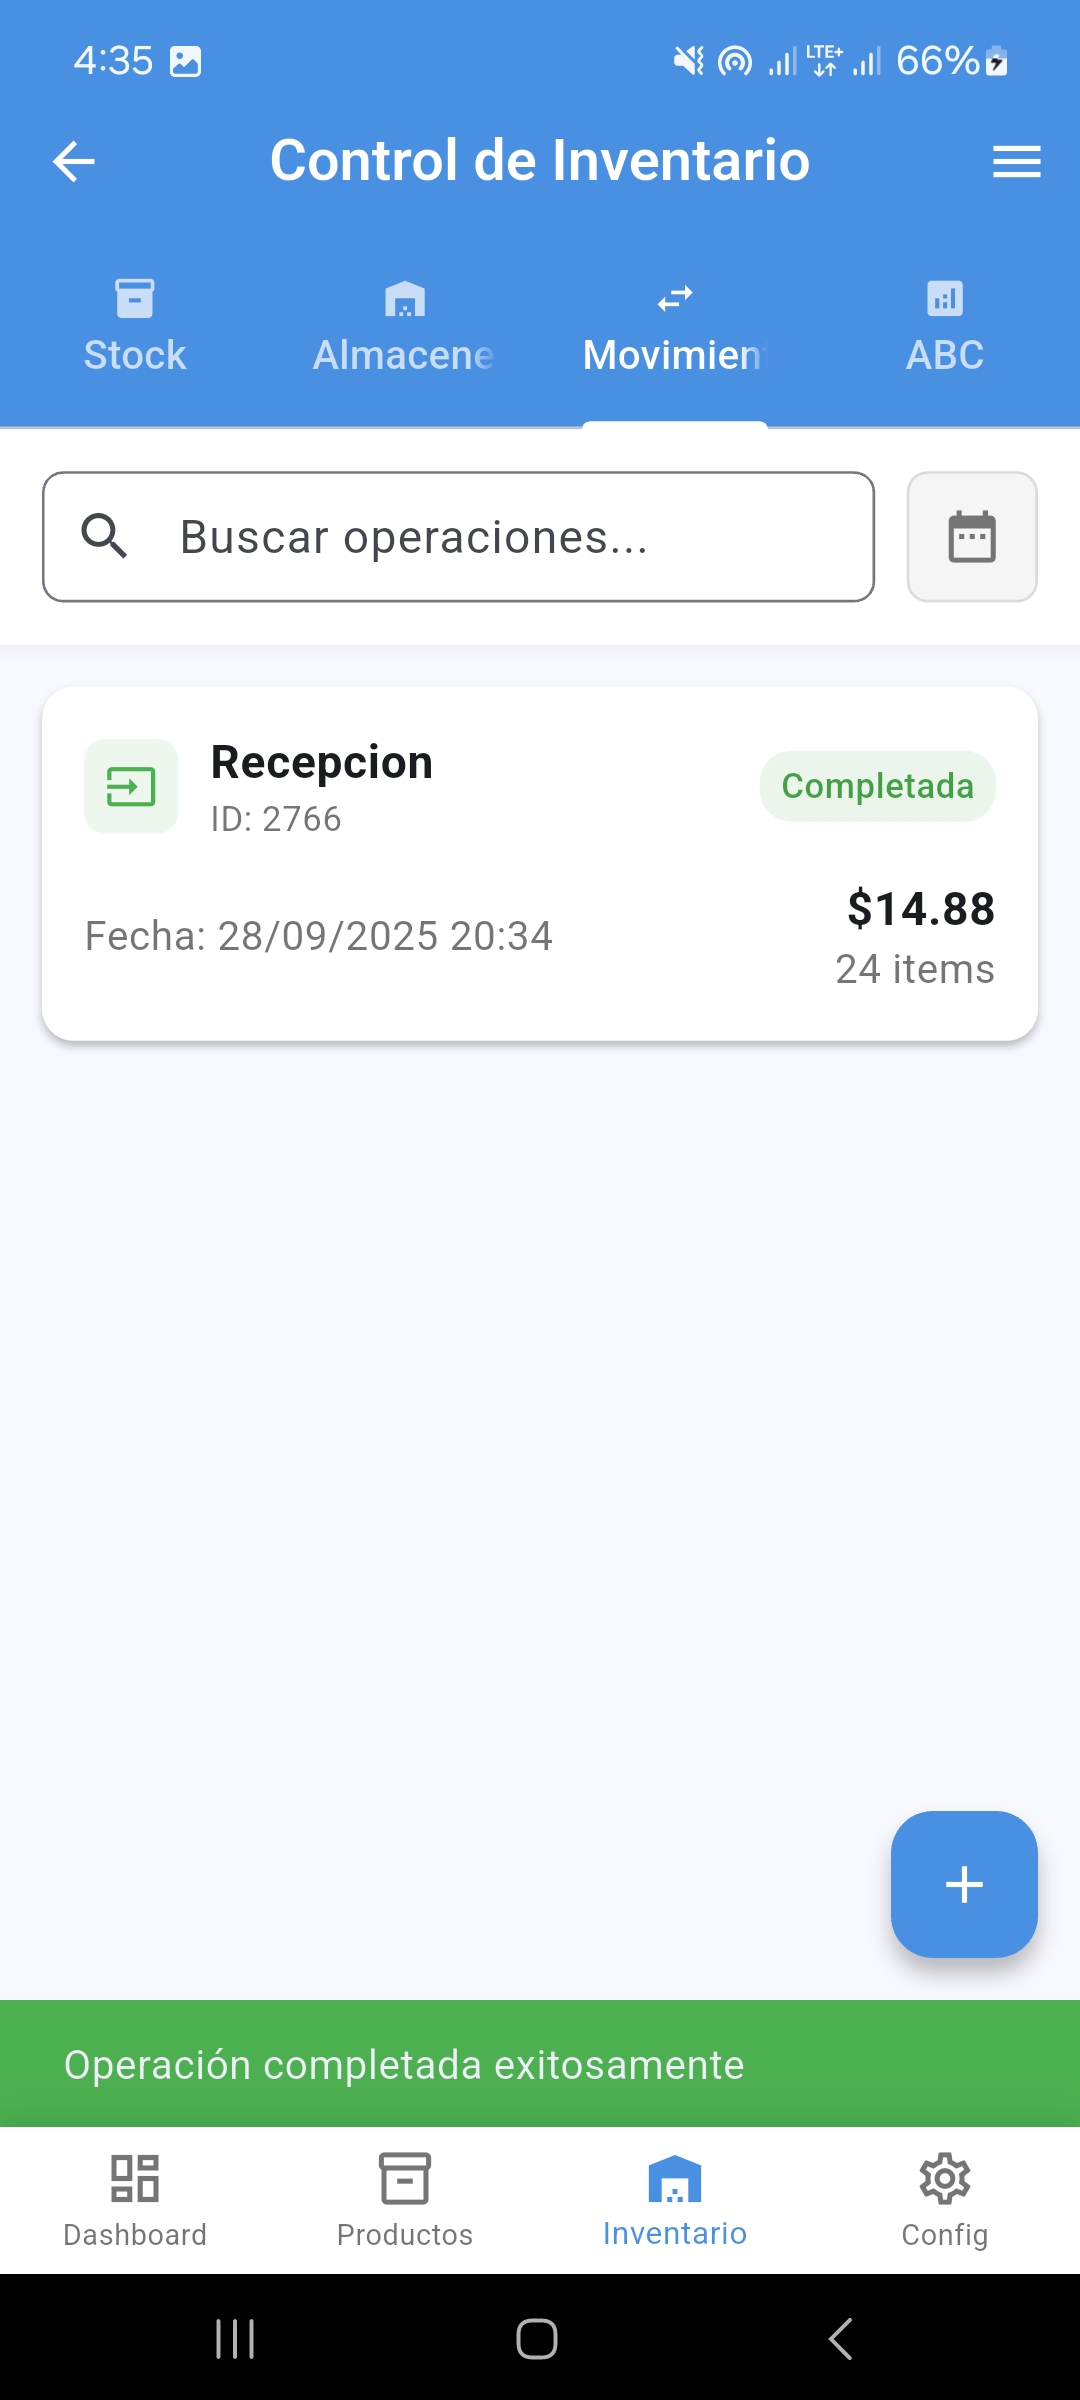 4:35
LTE+
66%
Control de Inventario
Stock
Almacene
Movimien
ABC
Buscar operaciones...
Recepcion
ID: 2766
Completada
Fecha: 28/09/2025 20:34
$14.88
24 items
+
Operación completada exitosamente
Dashboard
Productos
Inventario
Config